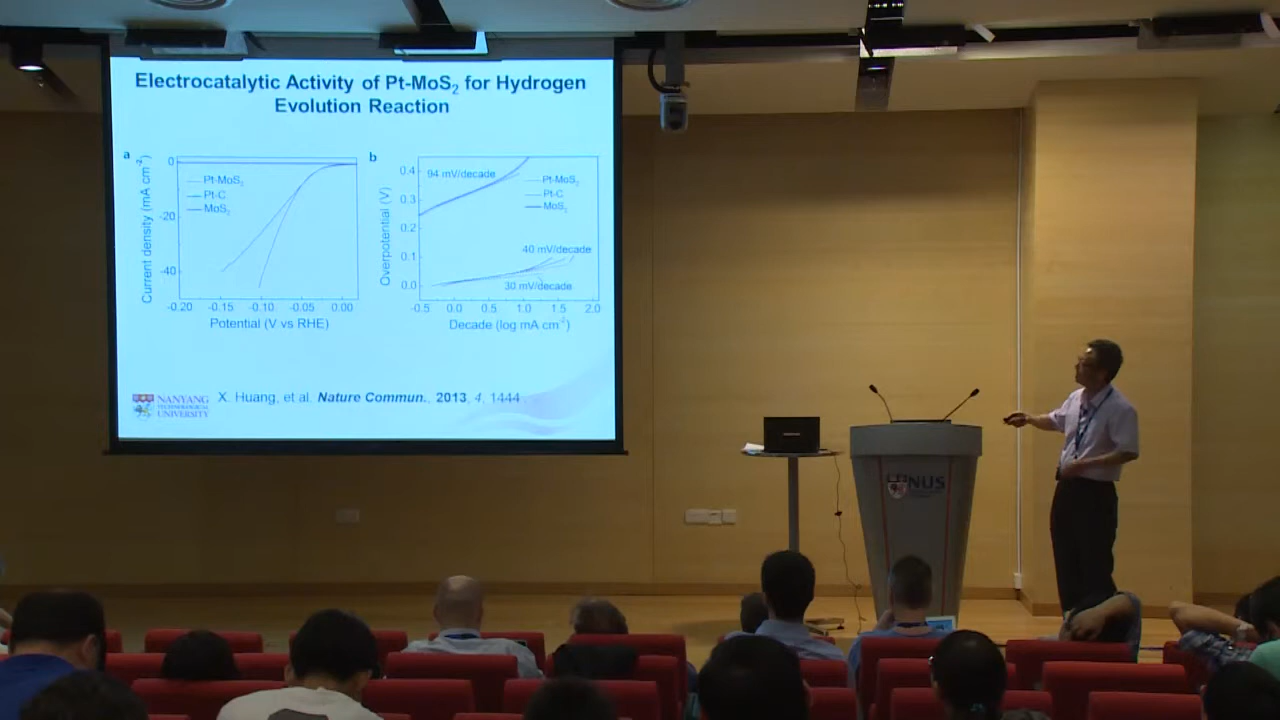 Electrocatalytic Activity of Pt-MoS₂ for Hydrogen
Evolution Reaction
a
Current density (mA cm⁻²)
0
-20
-40
Pt-MoS₂
Pt-C
MoS₂
-0.20 -0.15 -0.10 -0.05 0.00
Potential (V vs RHE)
b
Overpotential (V)
0.4
0.3
0.2
0.1
0.0
94 mV/decade
Pt-MoS₂
Pt-C
MoS₂
40 mV/decade
30 mV/decade
-0.5 0.0 0.5 1.0 1.5 2.0
Decade (log mA cm⁻²)
NANYANG
TECHNOLOGICAL
UNIVERSITY
X. Huang, et al. Nature Commun., 2013, 4, 1444
NUS